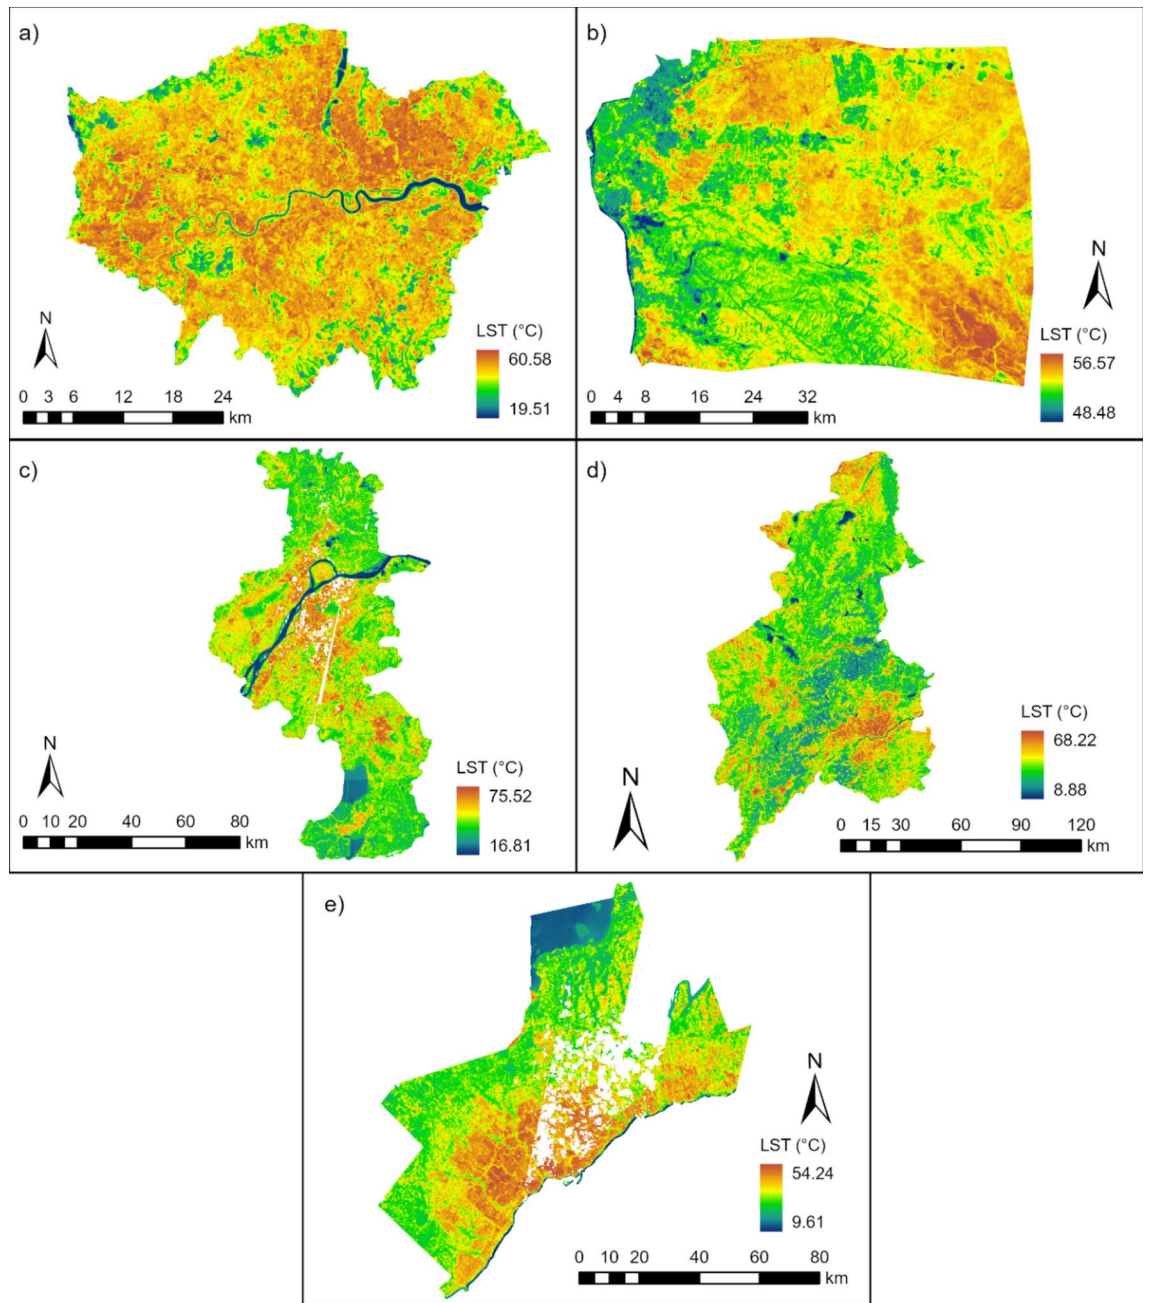 a)
N
0 3 6 12 18 24
km
LST (°C)
60.58
19.51
b)
N
0 4 8 16 24 32
km
LST (°C)
56.57
48.48
c)
N
0 10 20 40 60 80
km
LST (°C)
75.52
16.81
d)
N
LST (°C)
68.22
8.88
0 15 30 60 90 120
km
e)
N
LST (°C)
54.24
9.61
0 10 20 40 60 80
km